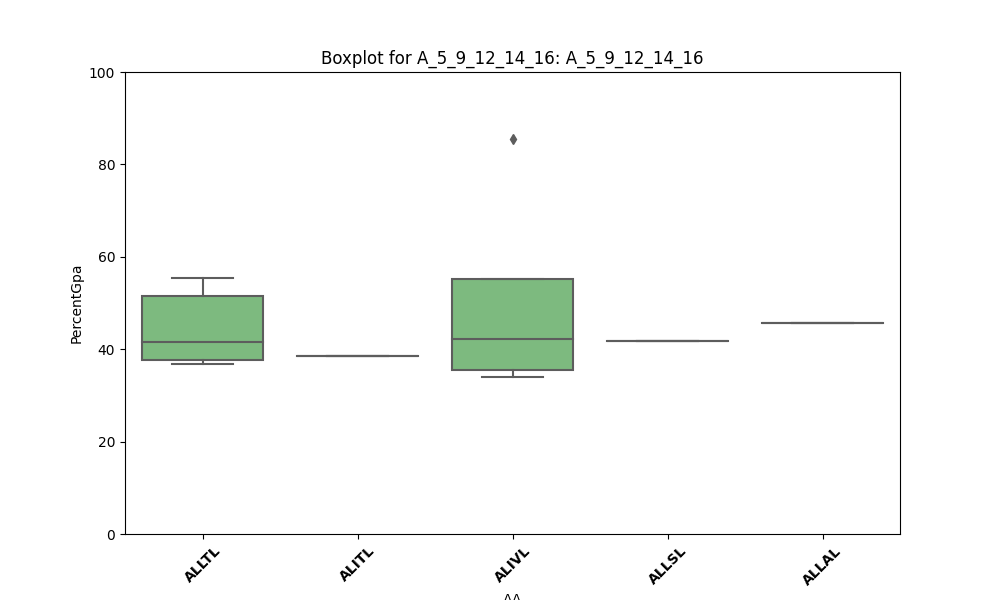 Boxplot for A_5_9_12_14_16: A_5_9_12_14_16
PercentGpa
100
80
60
40
20
0
ALLTL
ALITL
ALIVL
ALLSL
ALLAL
AA